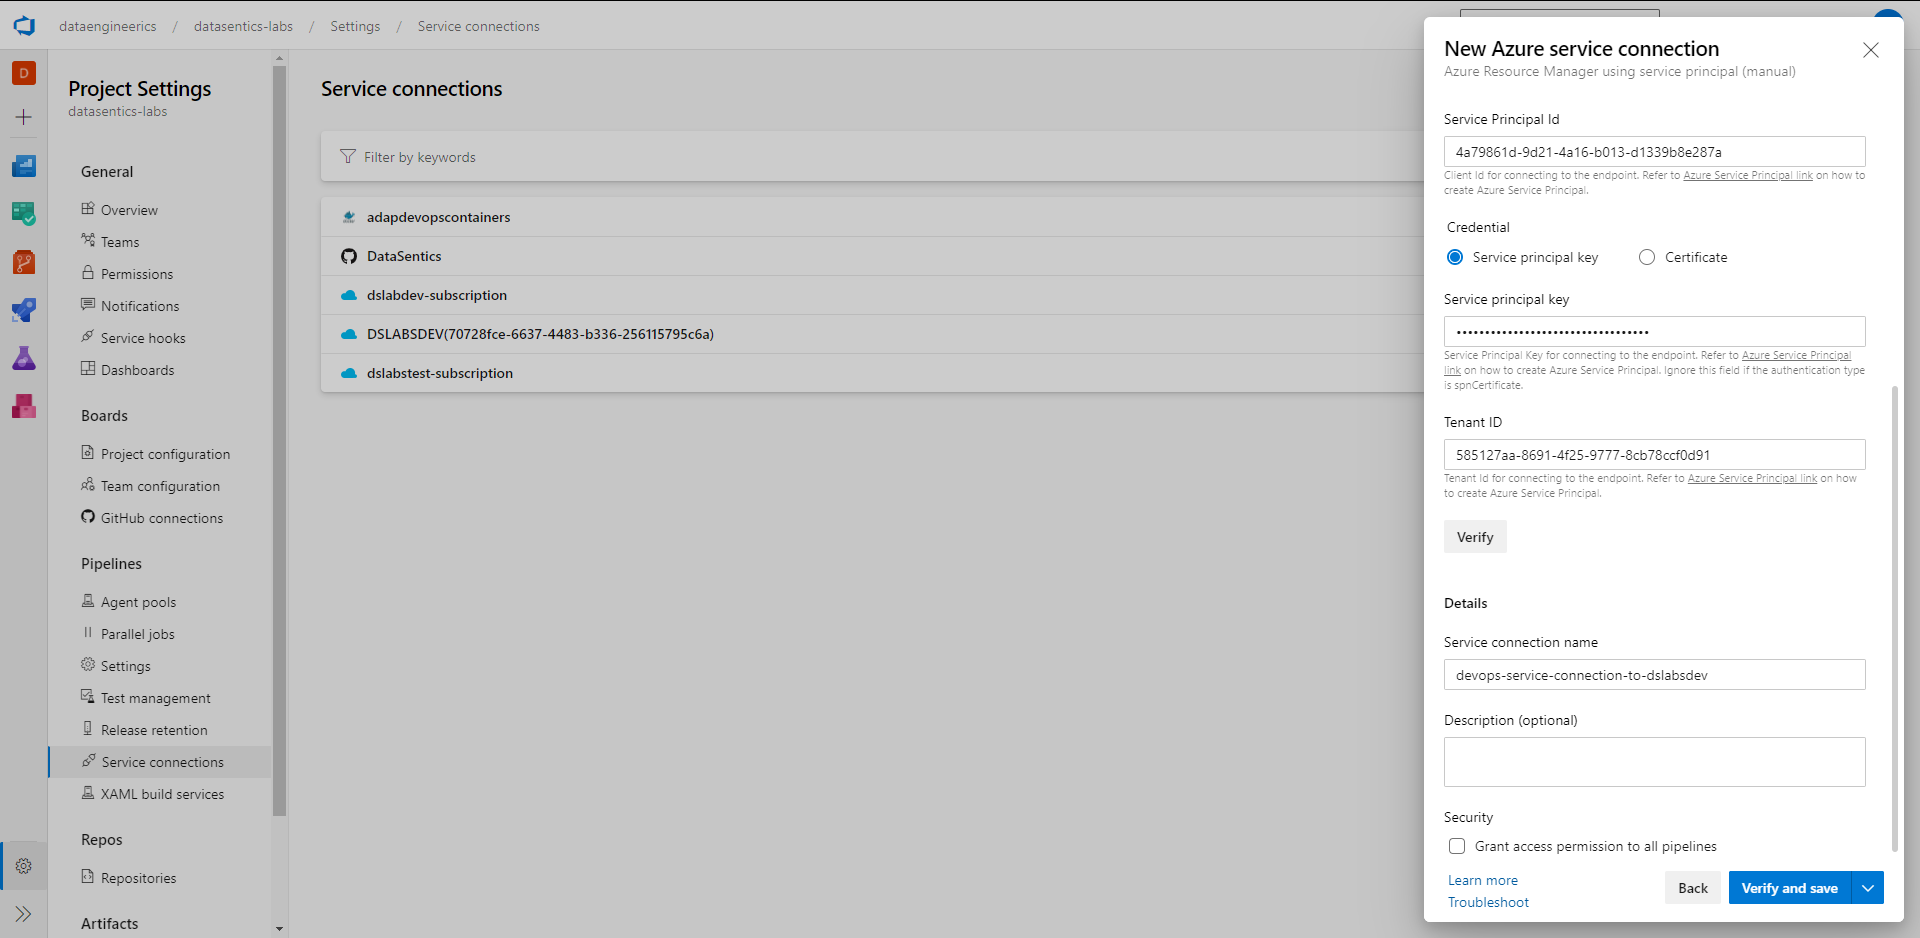 dataengineerics / datasentics-labs / Settings / Service connections
D
Project Settings
datasentics-labs
General
Overview
Teams
Permissions
Notifications
Service hooks
Dashboards
Boards
Project configuration
Team configuration
GitHub connections
Pipelines
Agent pools
Parallel jobs
Settings
Test management
Release retention
Service connections
XAML build services
Repos
Repositories
Artifacts
Service connections
Filter by keywords
adapdevopscontainers
DataSentics
dslabdev-subscription
DSLABSDEV(70728fce-6637-4483-b336-256115795c6a)
dslabstest-subscription
New Azure service connection
Azure Resource Manager using service principal (manual)
Service Principal Id
4a79861d-9d21-4a16-b013-d1339b8e287a
Client Id for connecting to the endpoint. Refer to Azure Service Principal link on how to
create Azure Service Principal.
Credential
Service principal key
Certificate
Service principal key
Service Principal Key for connecting to the endpoint. Refer to Azure Service Principal
link on how to create Azure Service Principal. Ignore this field if the authentication type
is spnCertificate.
Tenant ID
585127aa-8691-4f25-9777-8cb78ccf0d91
Tenant Id for connecting to the endpoint. Refer to Azure Service Principal link on how
to create Azure Service Principal.
Verify
Details
Service connection name
devops-service-connection-to-dslabsdev
Description (optional)
Security
Grant access permission to all pipelines
Learn more
Troubleshoot
Back
Verify and save